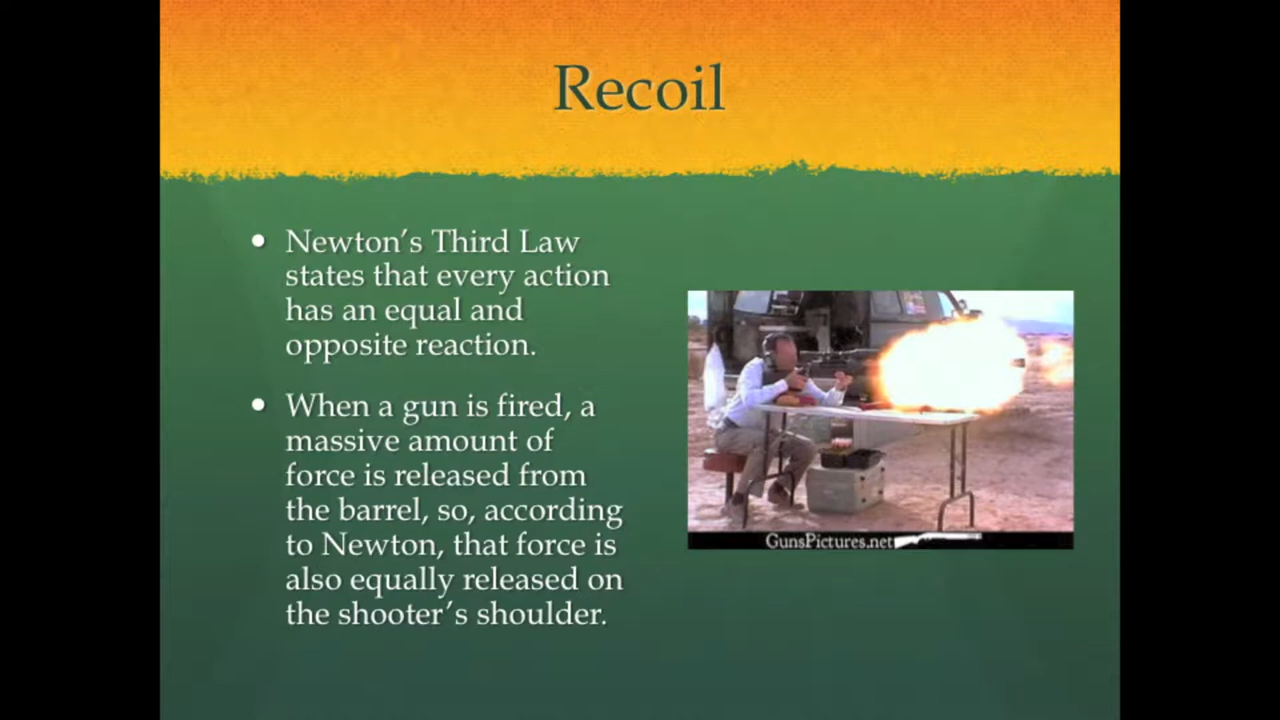 Recoil
• Newton's Third Law
states that every action
has an equal and
opposite reaction.
• When a gun is fired, a
massive amount of
force is released from
the barrel, so, according
to Newton, that force is
also equally released on
the shooter's shoulder.
GunsPictures.net